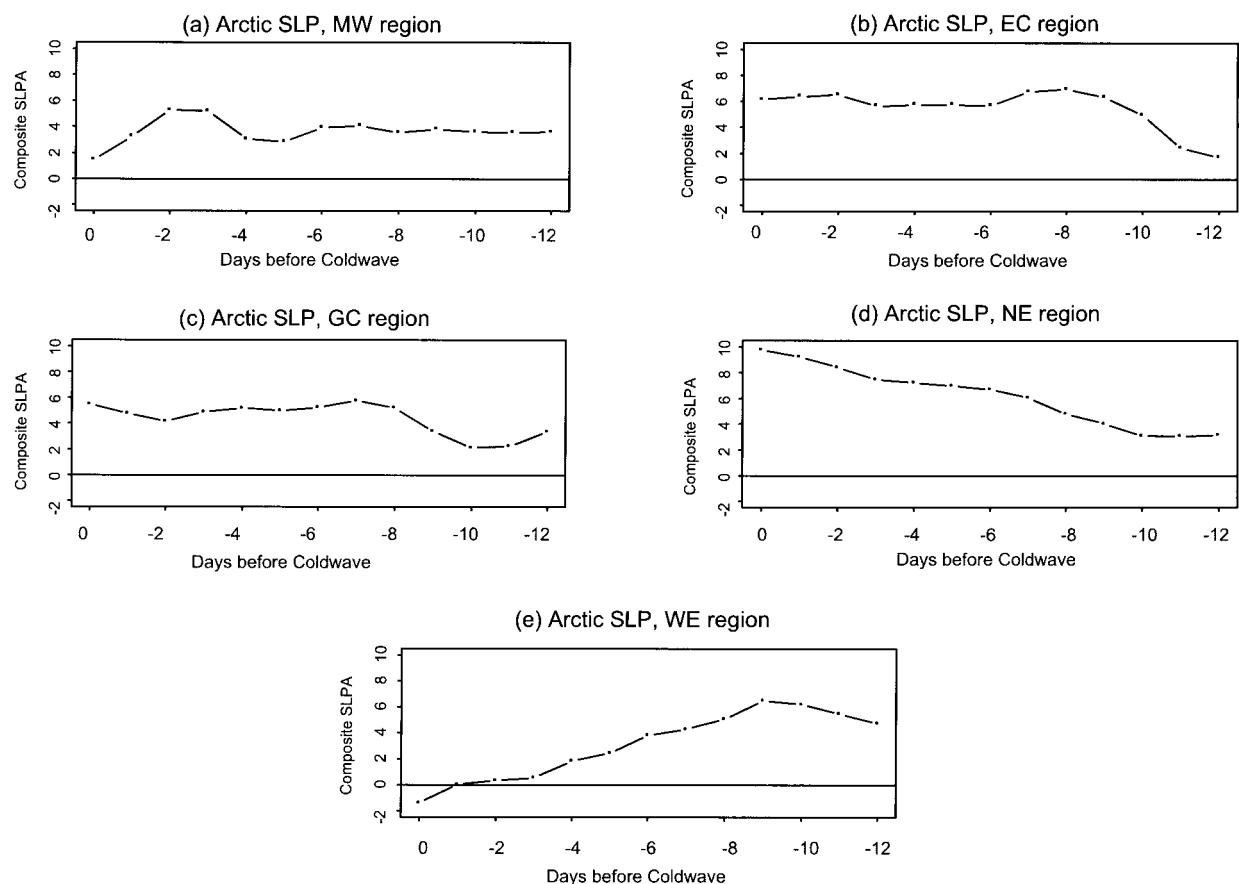 (a) Arctic SLP, MW region
Composite SLPA
10
8
6
4
2
0
-2
0 -2 -4 -6 -8 -10 -12
Days before Coldwave
(b) Arctic SLP, EC region
Composite SLPA
10
8
6
4
2
0
-2
0 -2 -4 -6 -8 -10 -12
Days before Coldwave
(c) Arctic SLP, GC region
Composite SLPA
10
8
6
4
2
0
-2
0 -2 -4 -6 -8 -10 -12
Days before Coldwave
(d) Arctic SLP, NE region
Composite SLPA
10
8
6
4
2
0
-2
0 -2 -4 -6 -8 -10 -12
Days before Coldwave
(e) Arctic SLP, WE region
Composite SLPA
10
8
6
4
2
0
-2
0 -2 -4 -6 -8 -10 -12
Days before Coldwave